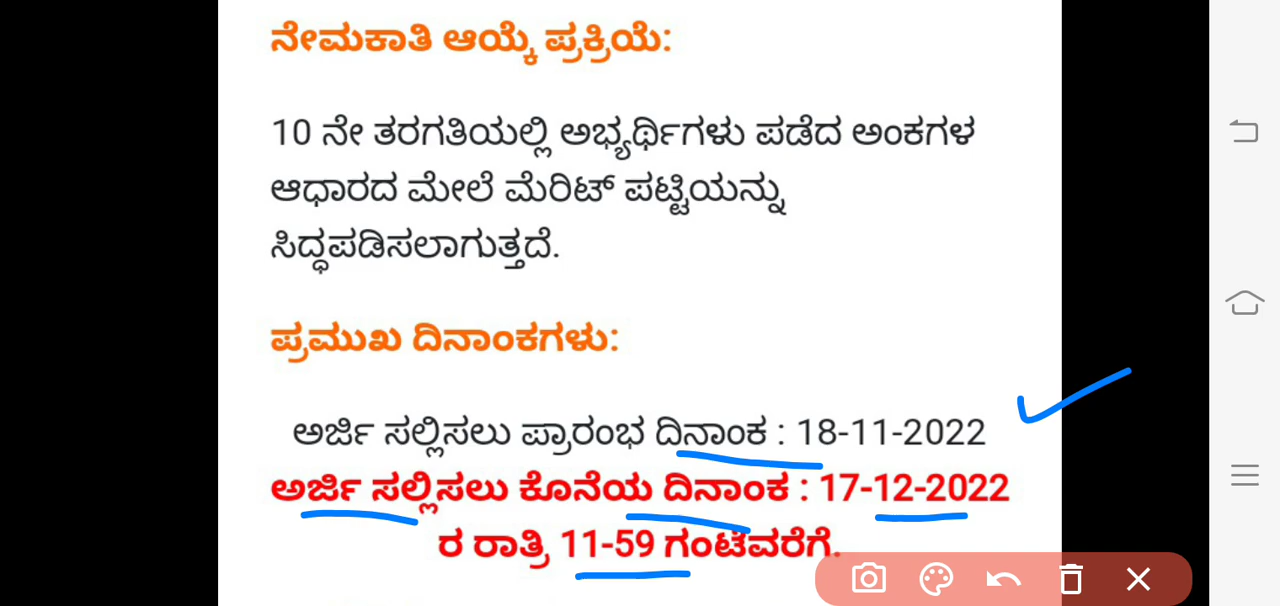 ನೇಮಕಾತಿ ಆಯ್ಕೆ ಪ್ರಕ್ರಿಯೆ:
10 ನೇ ತರಗತಿಯಲ್ಲಿ ಅಭ್ಯರ್ಥಿಗಳು ಪಡೆದ ಅಂಕಗಳ
ಆಧಾರದ ಮೇಲೆ ಮೆರಿಟ್ ಪಟ್ಟಿಯನ್ನು
ಸಿದ್ಧಪಡಿಸಲಾಗುತ್ತದೆ.
ಪ್ರಮುಖ ದಿನಾಂಕಗಳು:
ಅರ್ಜಿ ಸಲ್ಲಿಸಲು ಪ್ರಾರಂಭ ದಿನಾಂಕ : 18-11-2022
ಅರ್ಜಿ ಸಲ್ಲಿಸಲು ಕೊನೆಯ ದಿನಾಂಕ : 17-12-2022
ರ ರಾತ್ರಿ 11-59 ಗಂಟೆವರೆಗೆ.